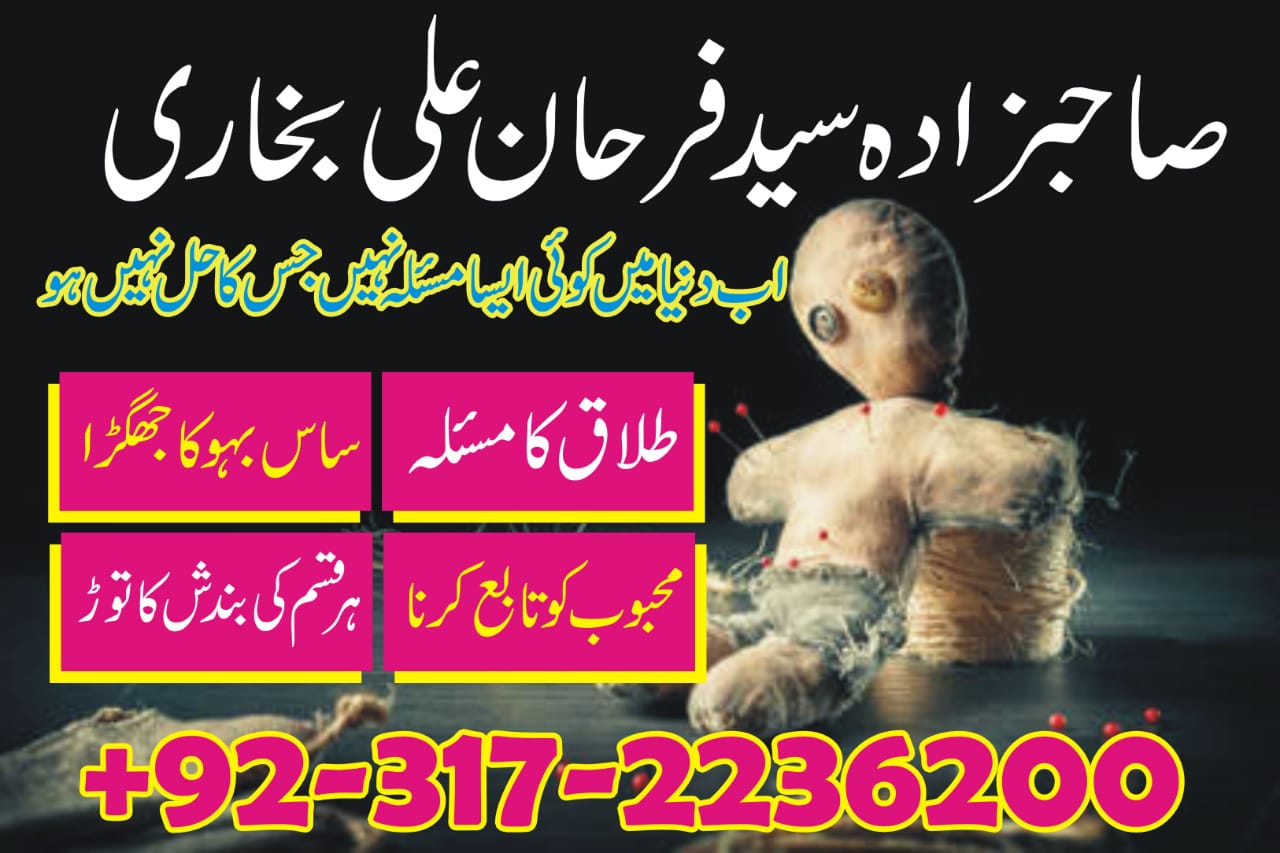 صاحبزادہ سید فرحان علی بخاری
اب دنیا میں کوئی ایسا مسئلہ نہیں جس کا حل نہیں ہو
طلاق کا مسئلہ
ساس بہو کا جھگڑا
محبوب کو تابع کرنا
ہر قسم کی بندش کا توڑ
+92-317-2236200